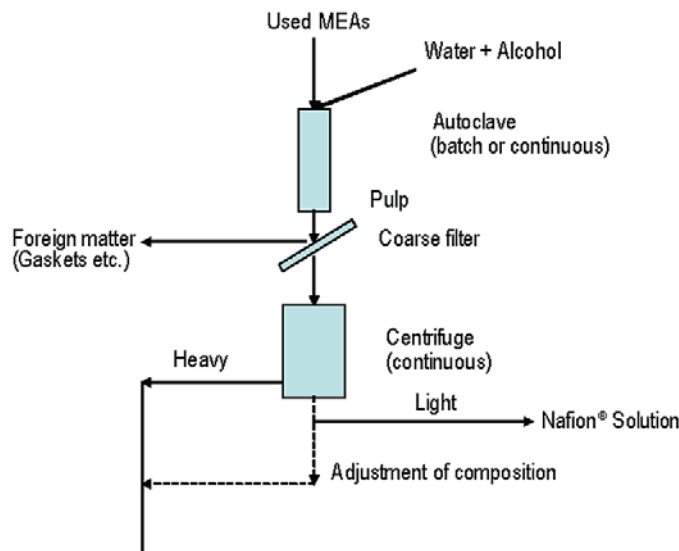 Used MEAs
Water + Alcohol
Autoclave
(batch or continuous)
Pulp
Foreign matter
(Gaskets etc.)
Coarse filter
Centrifuge
(continuous)
Heavy
Light
Nafion® Solution
Adjustment of composition